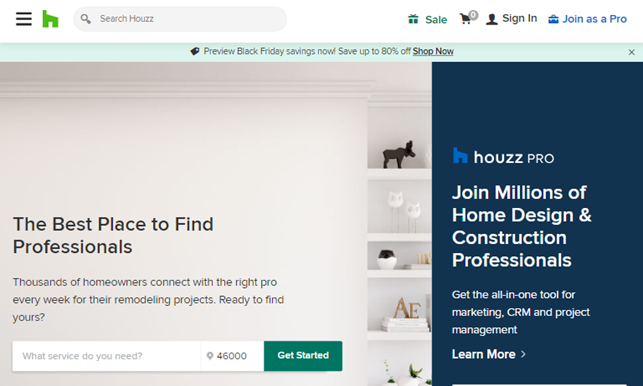 Search Houzz
Sale
0
Sign In
Join as a Pro
Preview Black Friday savings now! Save up to 80% off Shop Now
The Best Place to Find
Professionals
Thousands of homeowners connect with the right pro
every week for their remodeling projects. Ready to find
yours?
What service do you need?
46000
Get Started
AE
houzz PRO
Join Millions of
Home Design &
Construction
Professionals
Get the all-in-one tool for
marketing, CRM and project
management
Learn More